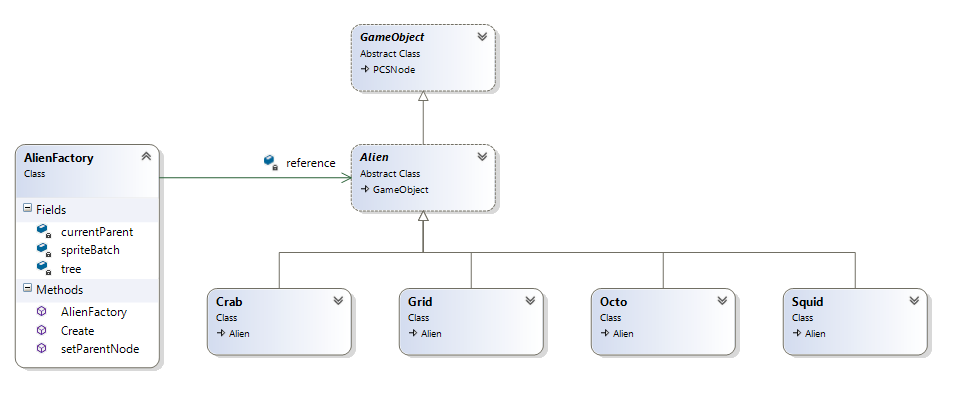 GameObject
Abstract Class
PCSNode
AlienFactory
Class
Fields
currentParent
spriteBatch
tree
Methods
AlienFactory
Create
setParentNode
reference
Alien
Abstract Class
GameObject
Crab
Class
Alien
Grid
Class
Alien
Octo
Class
Alien
Squid
Class
Alien